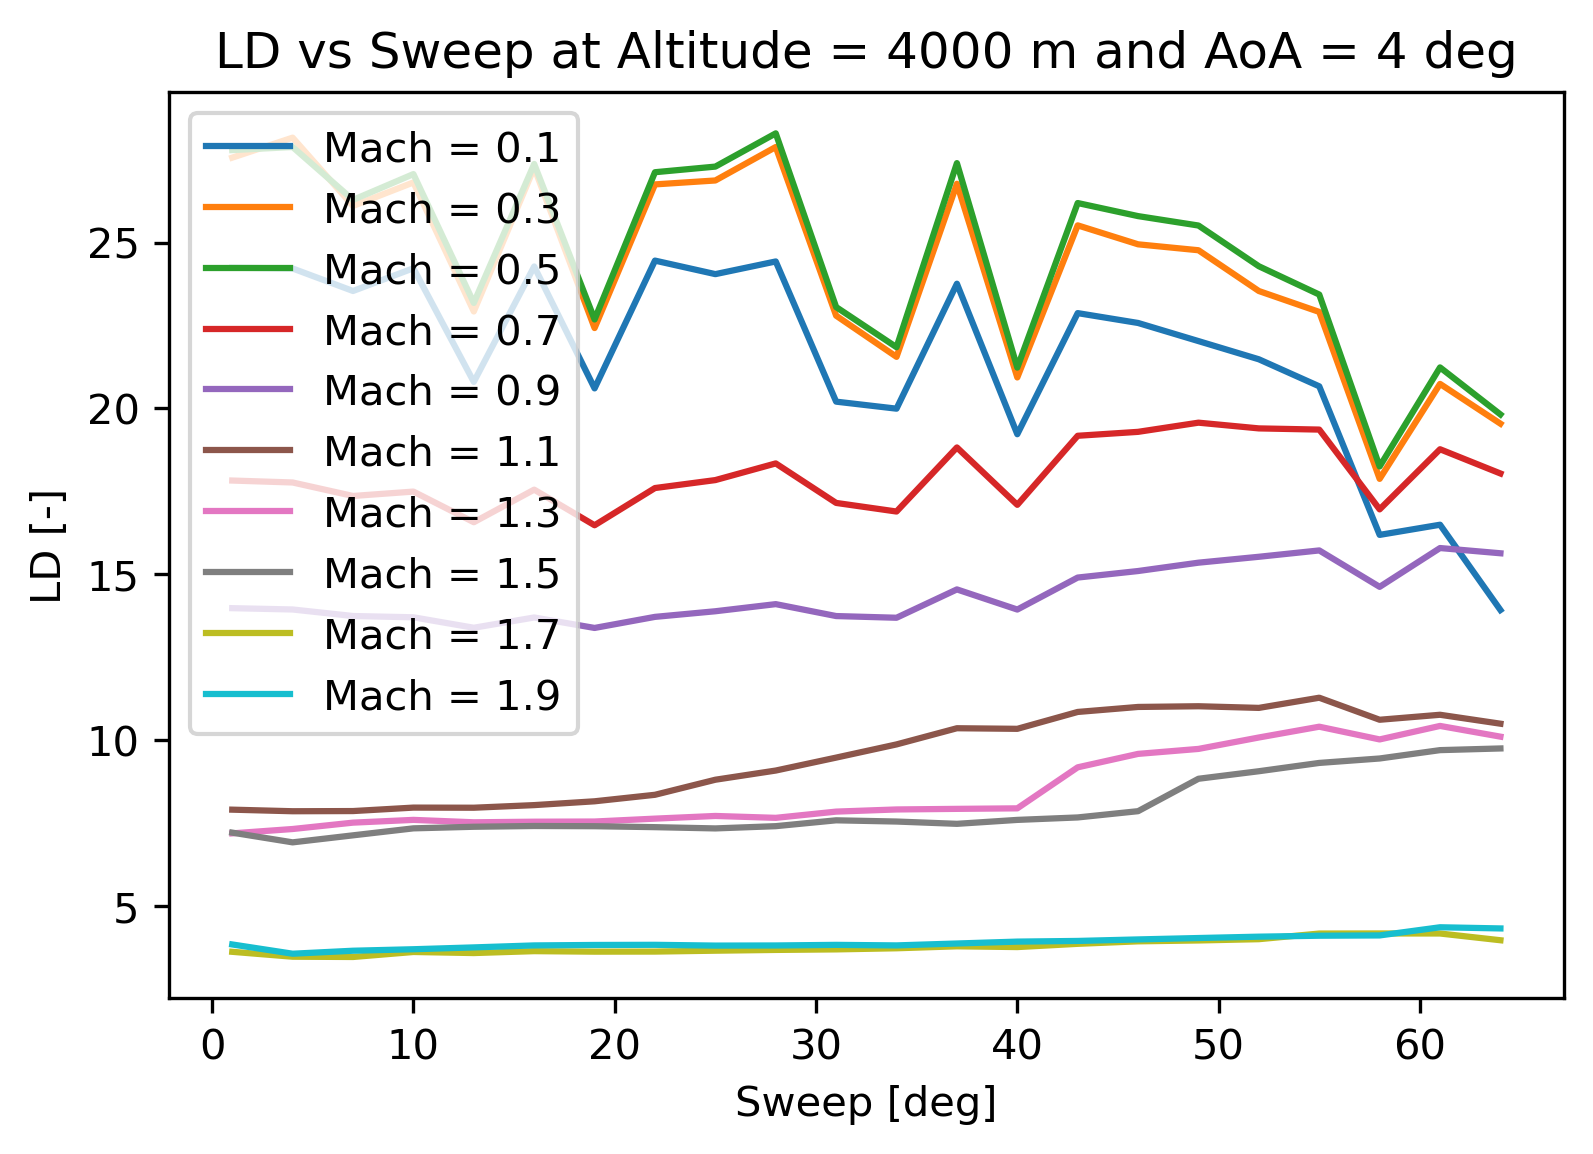 LD vs Sweep at Altitude = 4000 m and AoA = 4 deg
Mach = 0.1
Mach = 0.3
Mach = 0.5
Mach = 0.7
Mach = 0.9
Mach = 1.1
Mach = 1.3
Mach = 1.5
Mach = 1.7
Mach = 1.9
25
20
15
10
5
LD [-]
0 10 20 30 40 50 60
Sweep [deg]